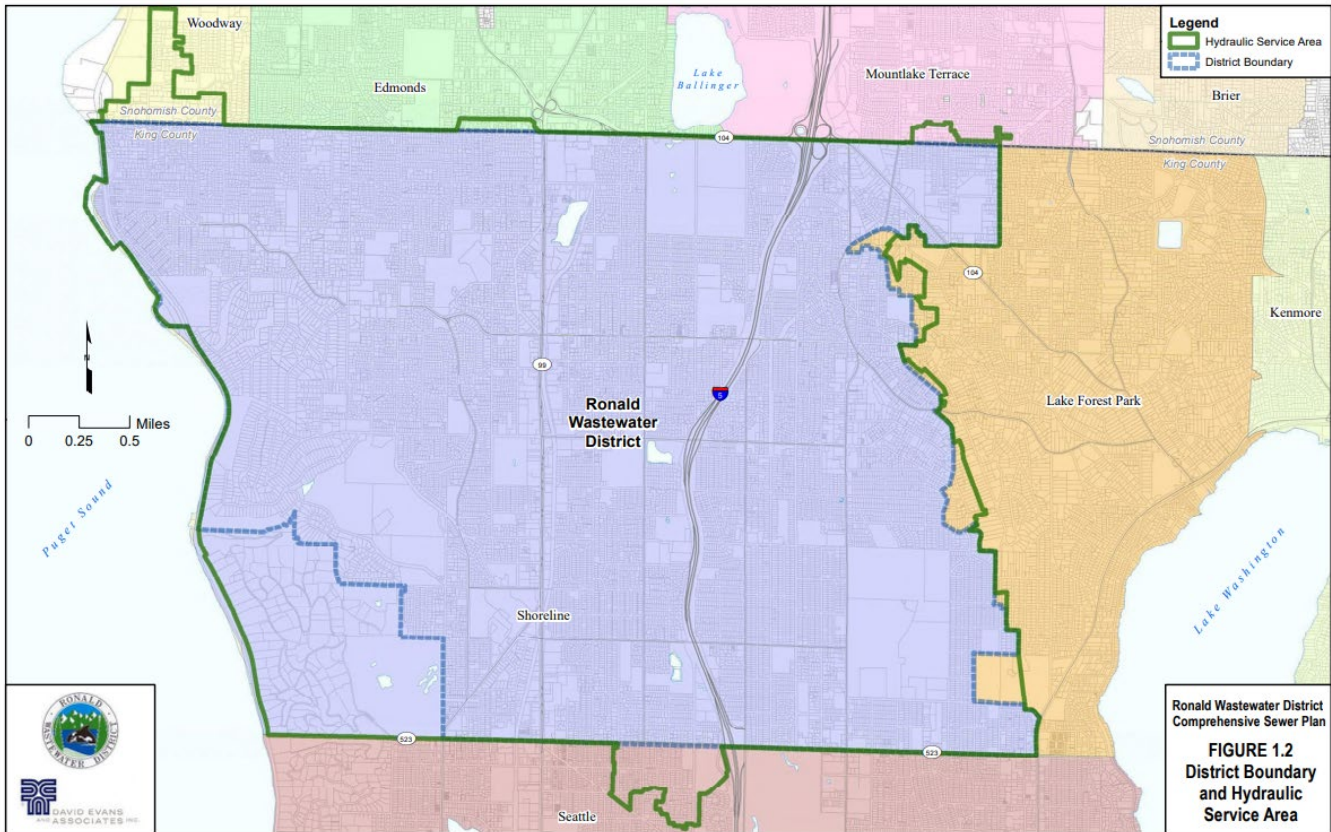 Woodway
Edmonds
Lake
Ballinger
Mountlake Terrace
Brier
Legend
Hydraulic Service Area
District Boundary
Snohomish County
King County
104
Snohomish County
King County
104
Kenmore
99
5
N
0 0.25 0.5 Miles
Ronald
Wastewater
District
Lake Forest Park
Puget Sound
Lake Washington
Shoreline
523
523
Seattle
RONALD
WASTEWATER DISTRICT
DAVID EVANS
AND ASSOCIATES INC.
Ronald Wastewater District
Comprehensive Sewer Plan
FIGURE 1.2
District Boundary
and Hydraulic
Service Area